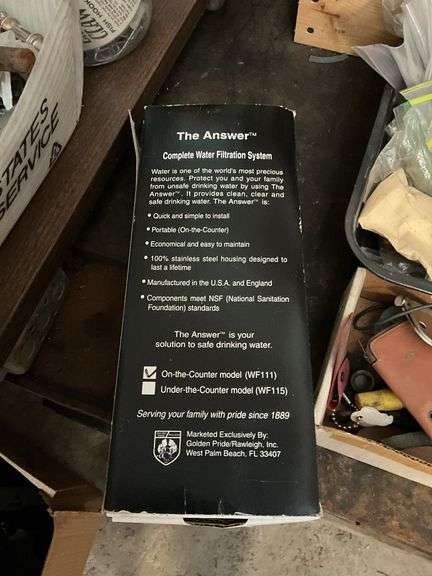 The Answer™
Complete Water Filtration System
Water is one of the world's most precious
resources. Protect you and your family
from unsafe drinking water by using The
Answer™. It provides clean, clear and
safe drinking water. The Answer™ is:
• Quick and simple to install
• Portable (On-the-Counter)
• Economical and easy to maintain
• 100% stainless steel housing designed to
last a lifetime
• Manufactured in the U.S.A. and England
• Components meet NSF (National Sanitation
Foundation) standards
The Answer™ is your
solution to safe drinking water.
On-the-Counter model (WF111)
Under-the-Counter model (WF115)
Serving your family with pride since 1889
Marketed Exclusively By:
Golden Pride/Rawleigh, Inc.
West Palm Beach, FL 33407
STATES
SERVICE